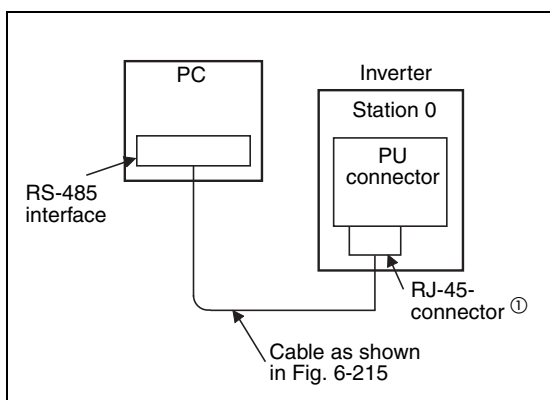 PC
Inverter
Station 0
PU
connector
RS-485
interface
RJ-45-
connector ①
Cable as shown
in Fig. 6-215